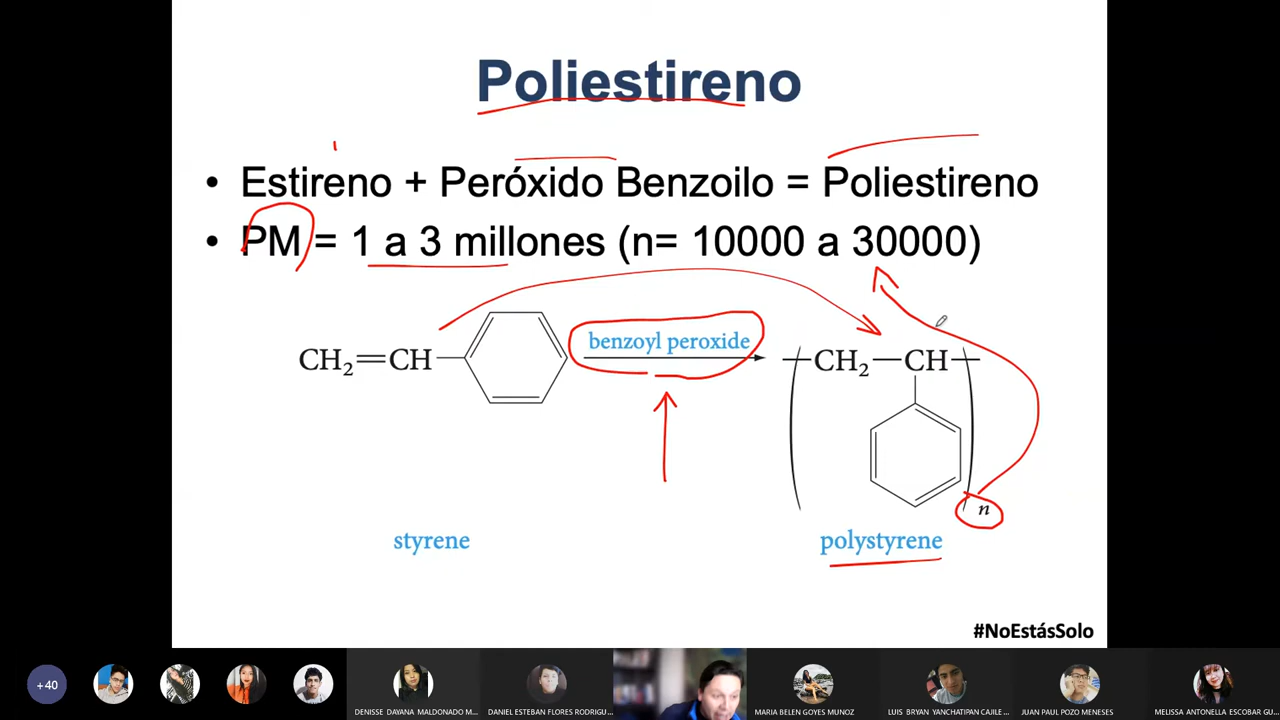 Poliestireno
• Estireno + Peróxido Benzoilo = Poliestireno
• PM = 1 a 3 millones (n= 10000 a 30000)
benzoyl peroxide
CH₂=CH
CH₂—CH
n
styrene
polystyrene
#NoEstásSolo
+40
DENISSE DAYANA MALDONADO M...
DANIEL ESTEBAN FLORES RODRIGU...
MARIA BELEN GOYES MUNOZ
LUIS BRYAN YANCHATIPAN CAJILE...
JUAN PAUL POZO MENESES
MELISSA ANTONELLA ESCOBAR GU...